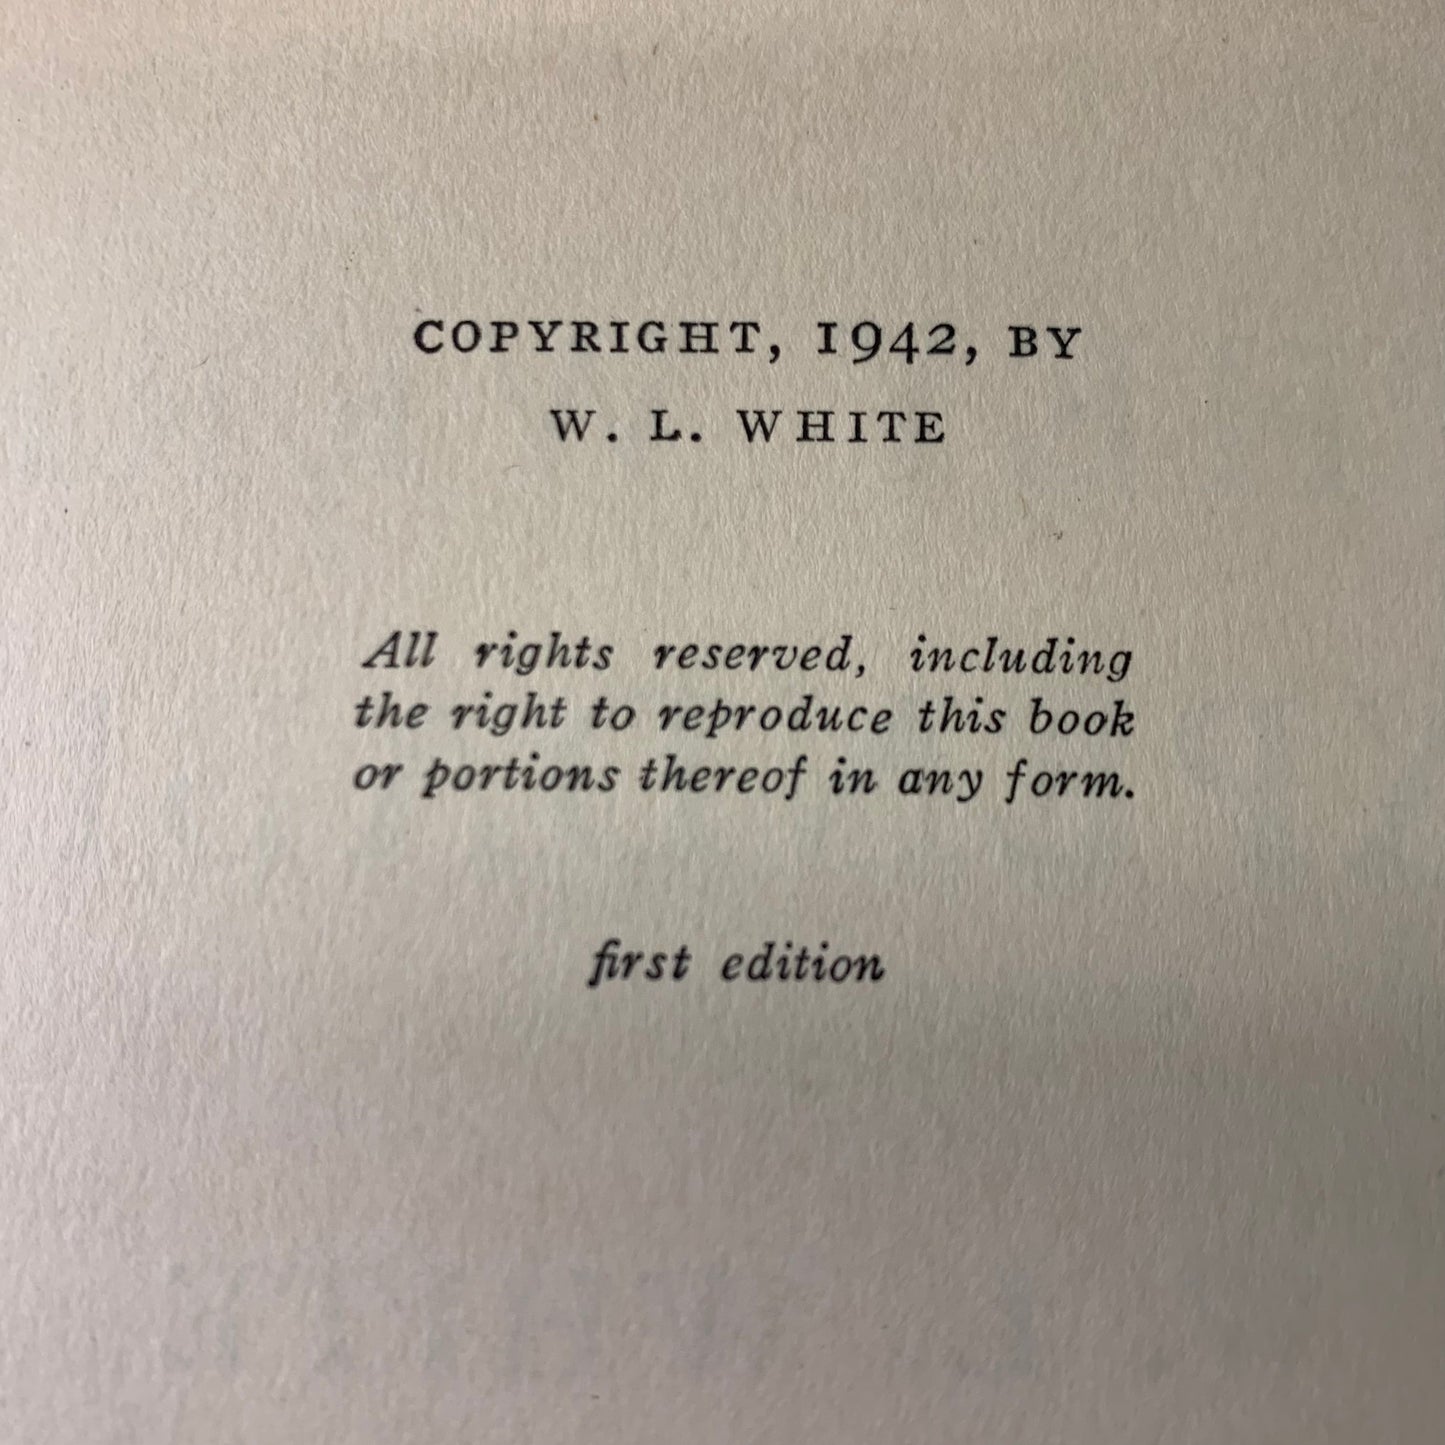 COPYRIGHT, 1942, BY
W. L. WHITE
All rights reserved, including
the right to reproduce this book
or portions thereof in any form.
first edition